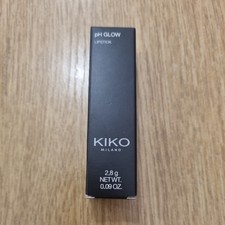 pH GLOW
LIPSTICK
KIKO
MILANO
2,8 g
NET WT.
0.09 OZ.